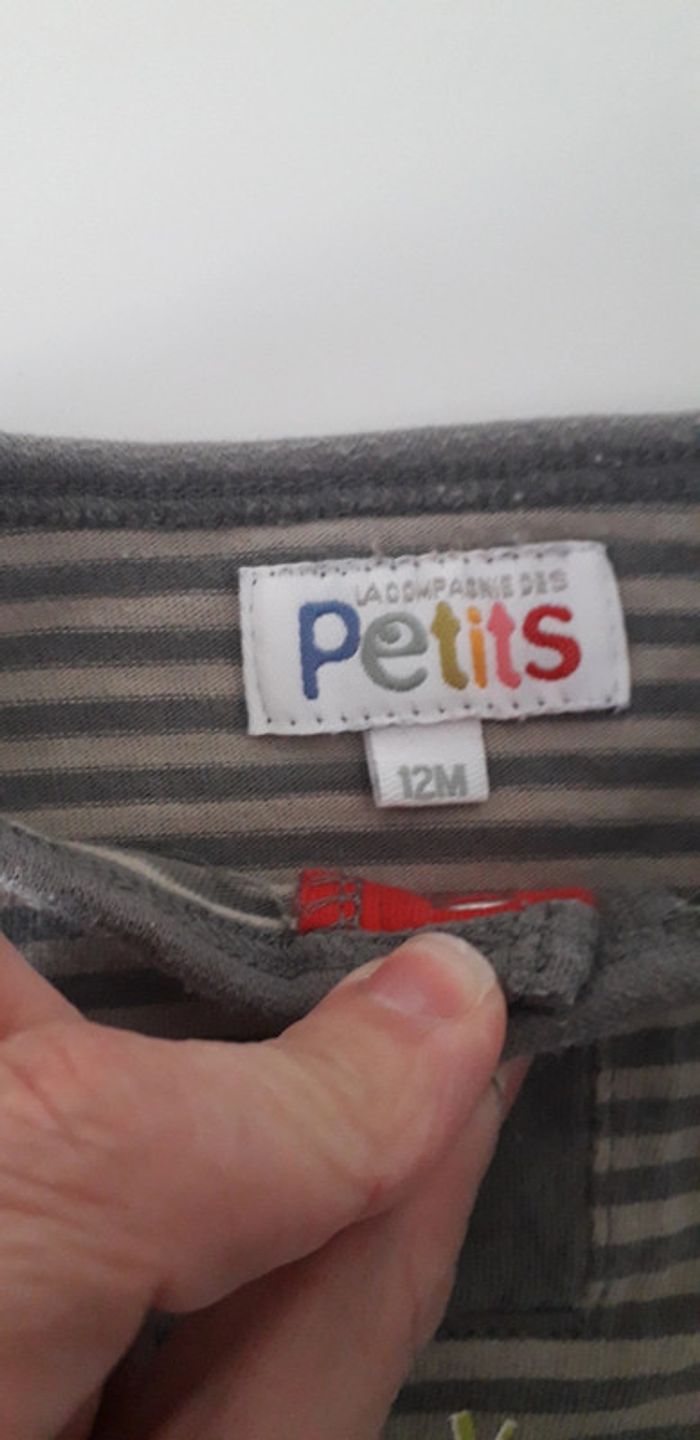 LA COMPAGNIE DES
Petits
12M